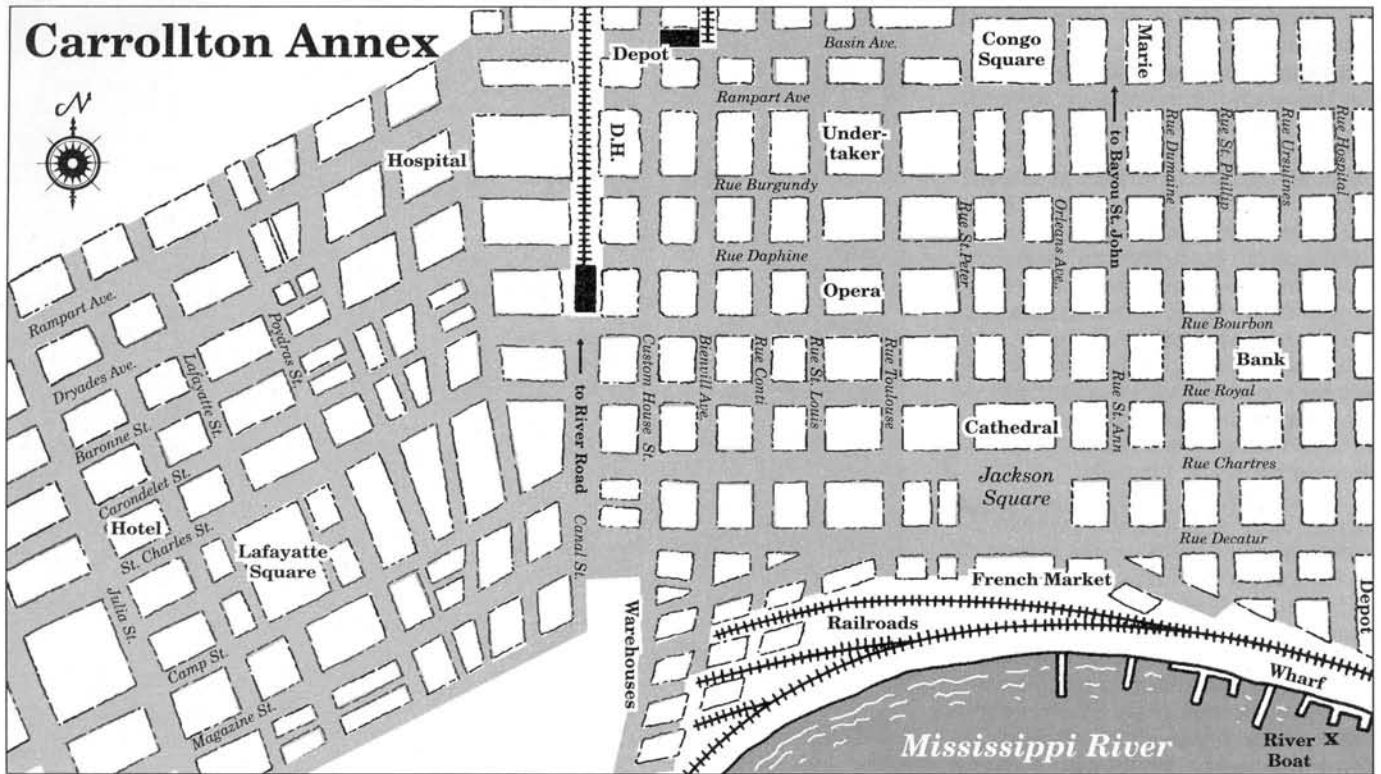 Carrollton Annex
N
Depot
Basin Ave.
Congo
Square
Marie
Rampart Ave
Hospital
D.H.
Under-
taker
to Bayou St. John
Rue Dumaine
Rue St. Phillip
Rue Ursulines
Rue Hospital
Rue Burgundy
Rue St. Peter
Orleans Ave.
Rue Daphine
Opera
Rampart Ave.
Dryades Ave.
Lafayatte St.
Poydras St.
to River Road
Custom House St.
Bienvill Ave.
Rue Conti
Rue St. Louis
Rue Toulouse
Rue Bourbon
Bank
Rue St. Ann
Rue Royal
Baronne St.
Cathedral
Rue Chartres
Carondelet St.
Jackson
Square
Hotel
St. Charles St.
Lafayatte
Square
Canal St.
Rue Decatur
French Market
Julia St.
Warehouses
Railroads
Depot
Camp St.
Wharf
Magazine St.
Mississippi River
River X
Boat